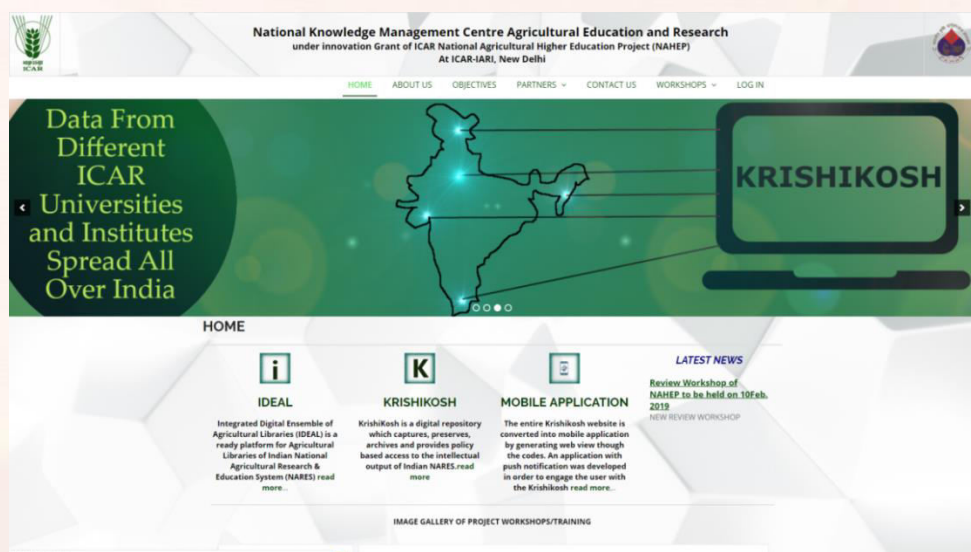 National Knowledge Management Centre Agricultural Education and Research
under innovation Grant of ICAR National Agricultural Higher Education Project (NAHEP)
At ICAR-IARI, New Delhi
ICAR
HOME ABOUT US OBJECTIVES PARTNERS CONTACT US WORKSHOPS LOG IN
Data From
Different
ICAR
Universities
and Institutes
Spread All
Over India
KRISHIKOSH
HOME
i
IDEAL
Integrated Digital Ensemble of
Agricultural Libraries (IDEAL) is a
ready platform for Agricultural
Libraries of Indian National
Agricultural Research &
Education System (NARES) read
more...
K
KRISHIKOSH
KrishiKosh is a digital repository
which captures, preserves,
archives and provides policy
based access to the intellectual
output of Indian NARES.read
more
MOBILE APPLICATION
The entire Krishikosh website is
converted into mobile application
by generating web view though
the codes. An application with
push notification was developed
in order to engage the user with
the Krishikosh read more...
LATEST NEWS
Review Workshop of
NAHEP to be held on 10Feb,
2019
NEW REVIEW WORKSHOP
IMAGE GALLERY OF PROJECT WORKSHOPS/TRAINING